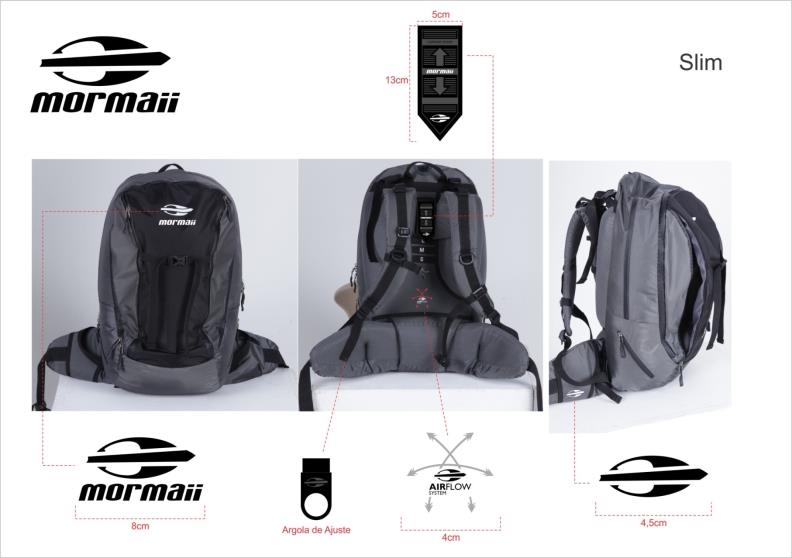 5cm
13cm
mormaii
Slim
mormaii
mormaii
M
G
mormaii
8cm
Argola de Ajuste
AIRFLOW
SYSTEM
4cm
4,5cm